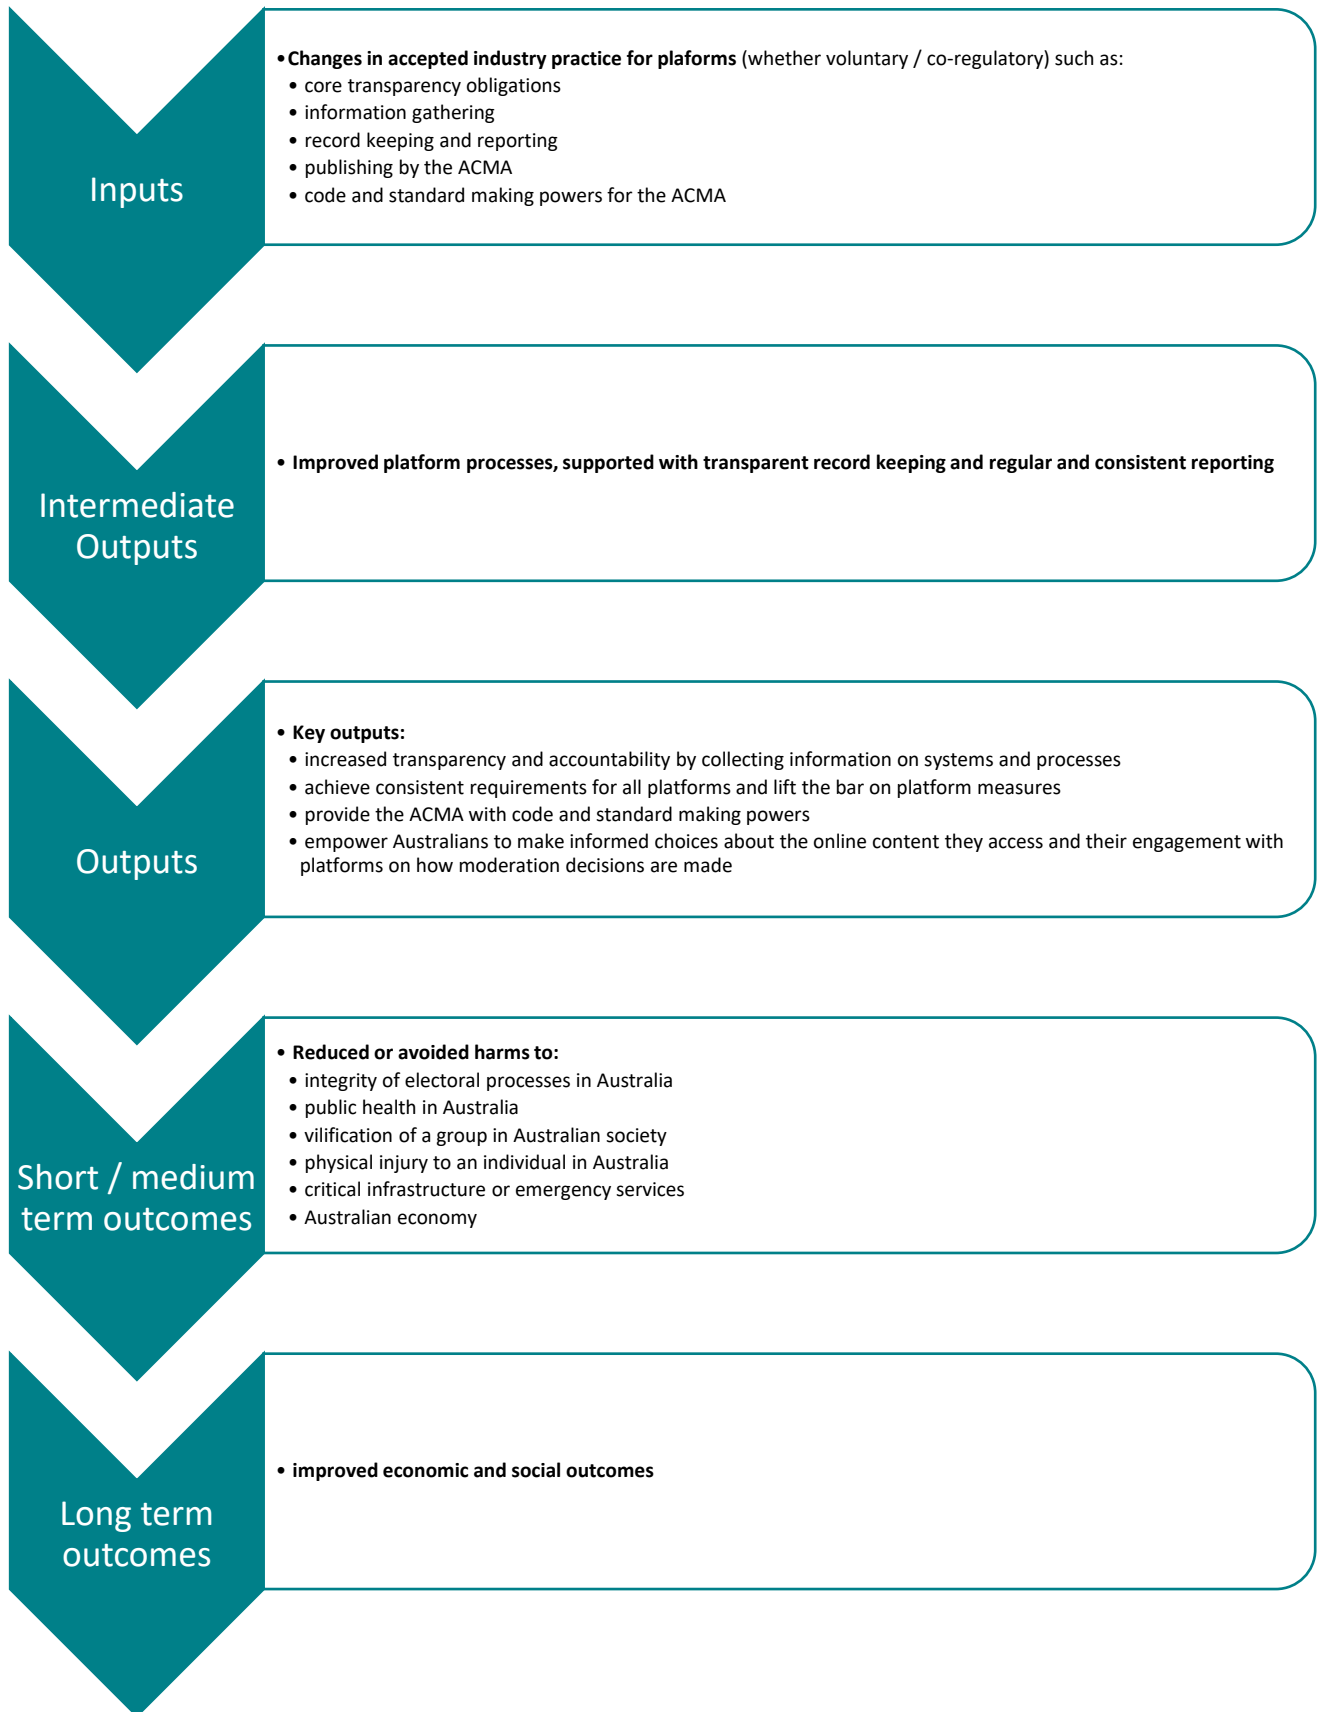 Inputs
•Changes in accepted industry practice for plaforms (whether voluntary / co-regulatory) such as:
• core transparency obligations
• information gathering
• record keeping and reporting
• publishing by the ACMA
• code and standard making powers for the ACMA
Intermediate
Outputs
• Improved platform processes, supported with transparent record keeping and regular and consistent reporting
Outputs
• Key outputs:
• increased transparency and accountability by collecting information on systems and processes
• achieve consistent requirements for all platforms and lift the bar on platform measures
• provide the ACMA with code and standard making powers
• empower Australians to make informed choices about the online content they access and their engagement with
platforms on how moderation decisions are made
Short / medium
term outcomes
• Reduced or avoided harms to:
• integrity of electoral processes in Australia
• public health in Australia
• vilification of a group in Australian society
• physical injury to an individual in Australia
• critical infrastructure or emergency services
• Australian economy
Long term
outcomes
• improved economic and social outcomes